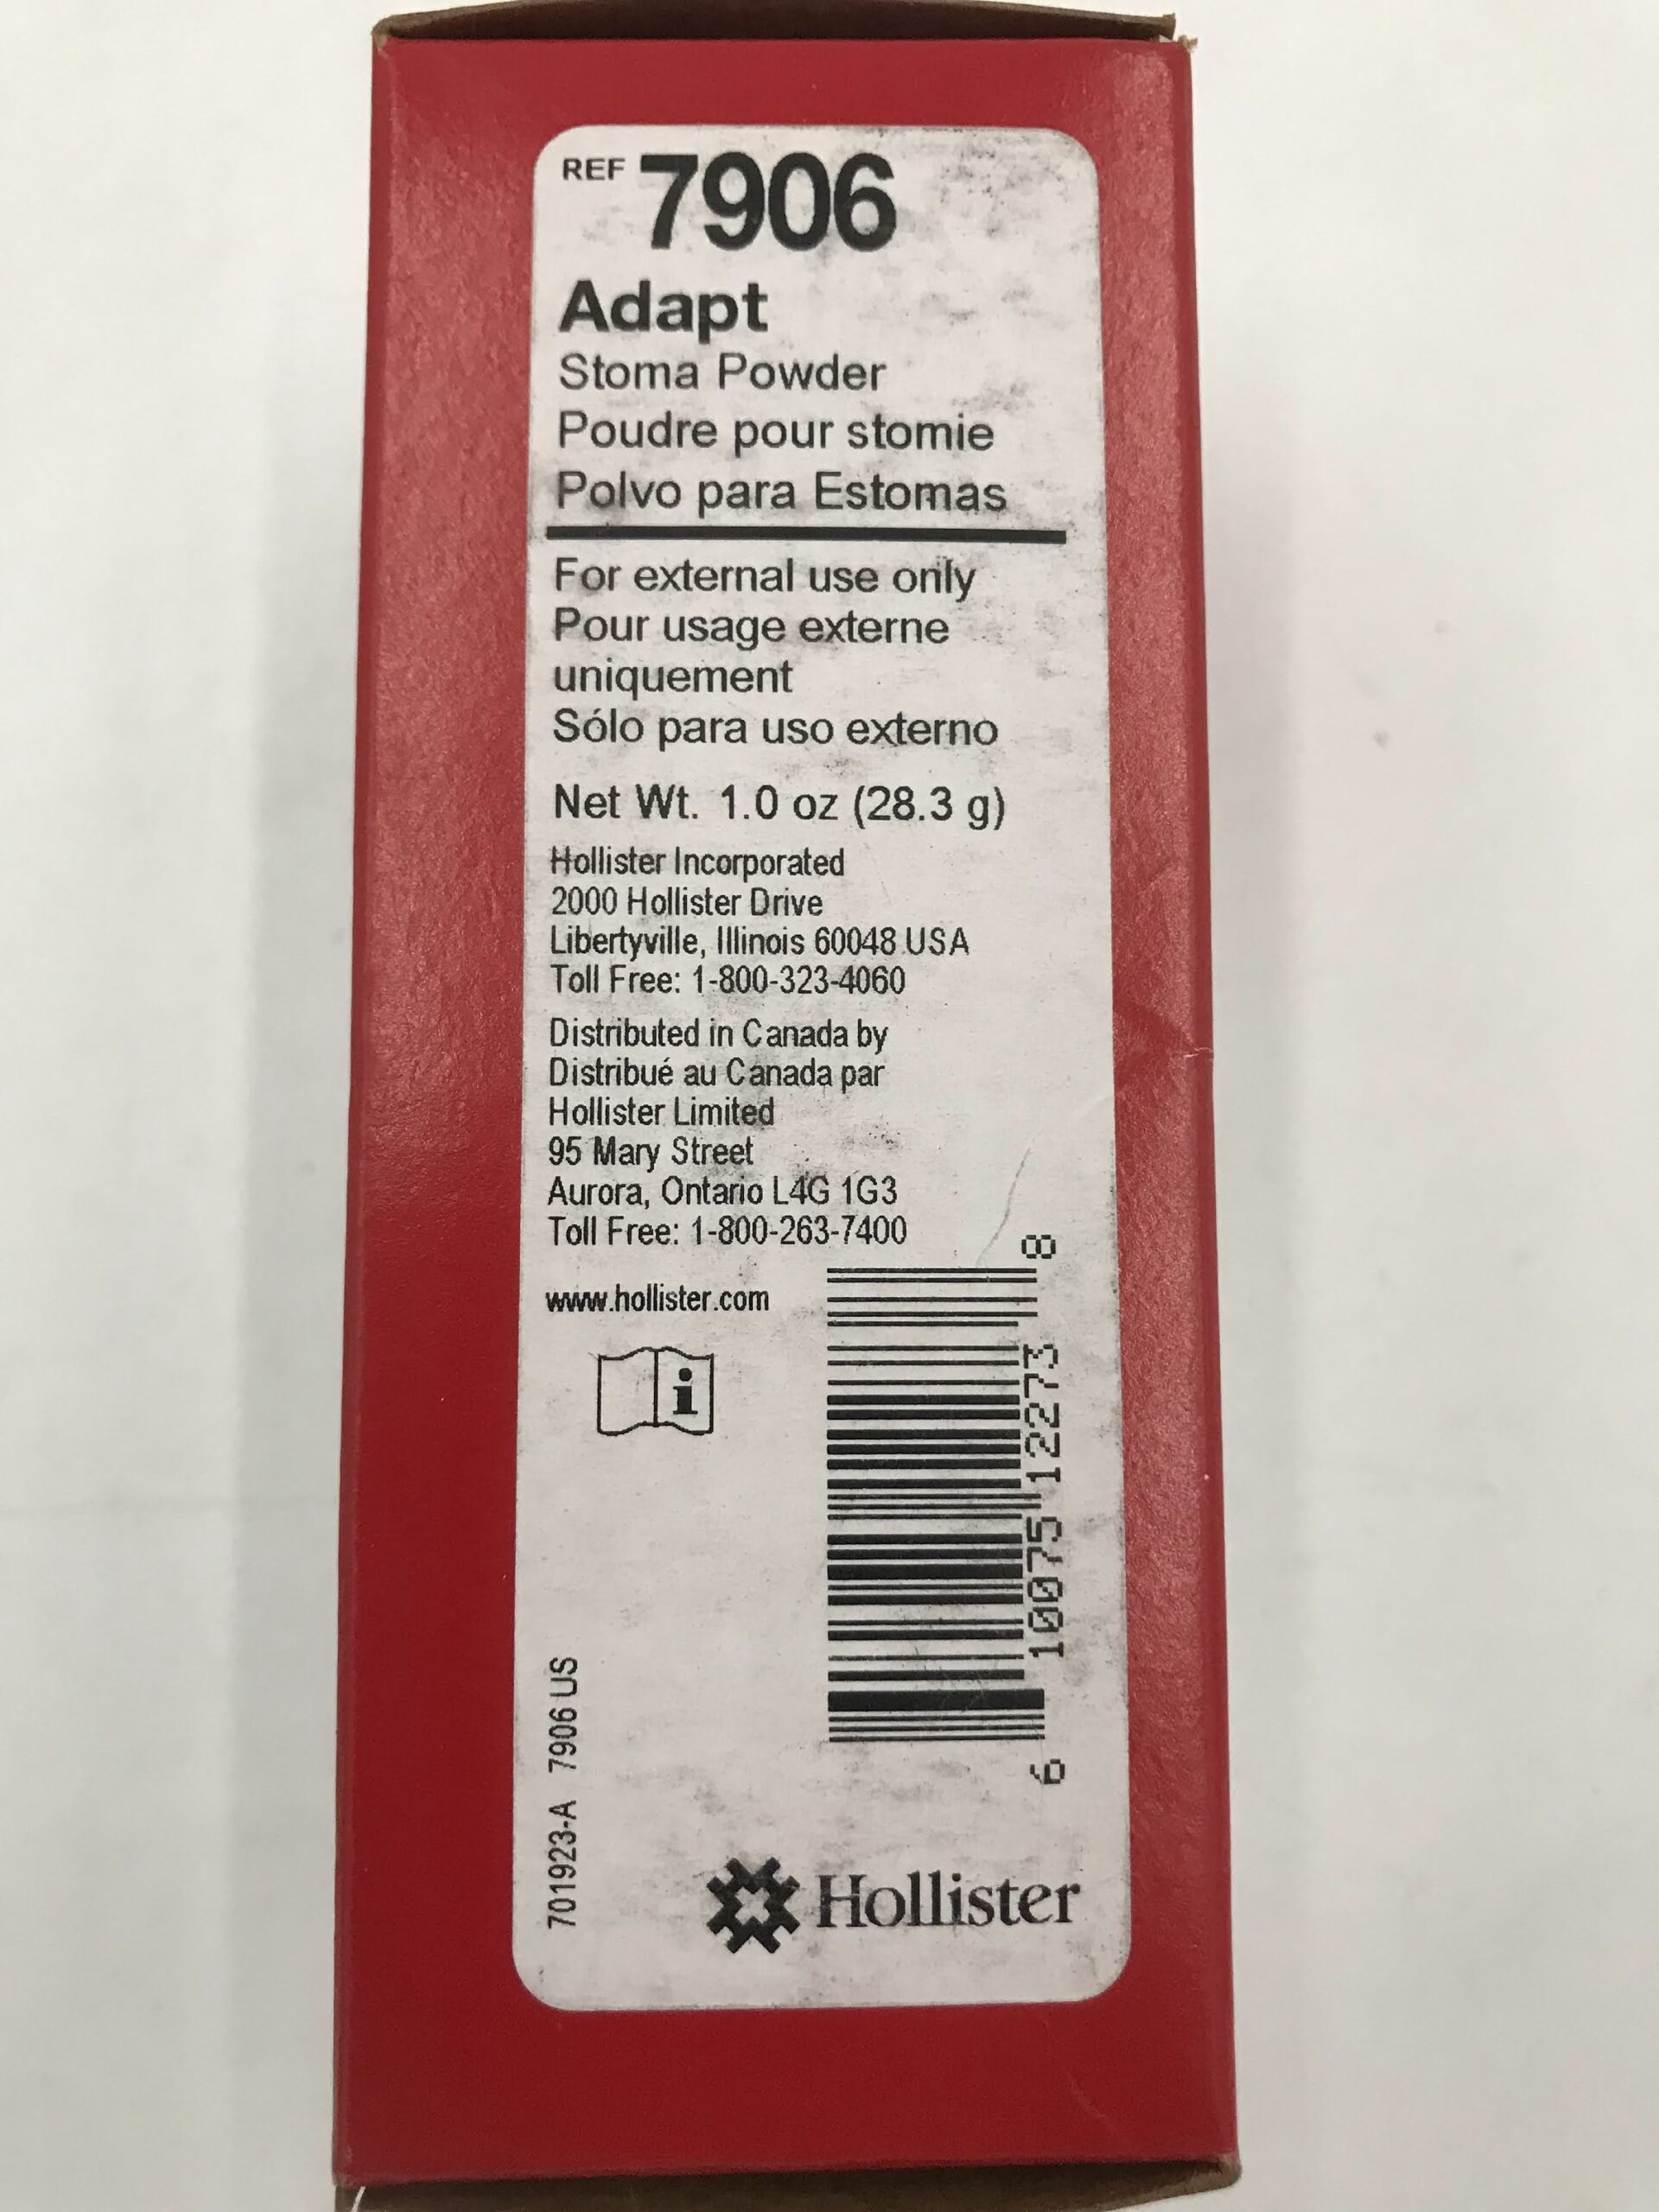 REF 7906
Adapt
Stoma Powder
Poudre pour stomie
Polvo para Estomas
For external use only
Pour usage externe
uniquement
Sólo para uso externo
Net Wt. 1.0 oz (28.3 g)
Hollister Incorporated
2000 Hollister Drive
Libertyville, Illinois 60048 USA
Toll Free: 1-800-323-4060
Distributed in Canada by
Distribué au Canada par
Hollister Limited
95 Mary Street
Aurora, Ontario L4G 1G3
Toll Free: 1-800-263-7400
www.hollister.com
i
6 10075 12273 8
701923-A 7906 US
Hollister